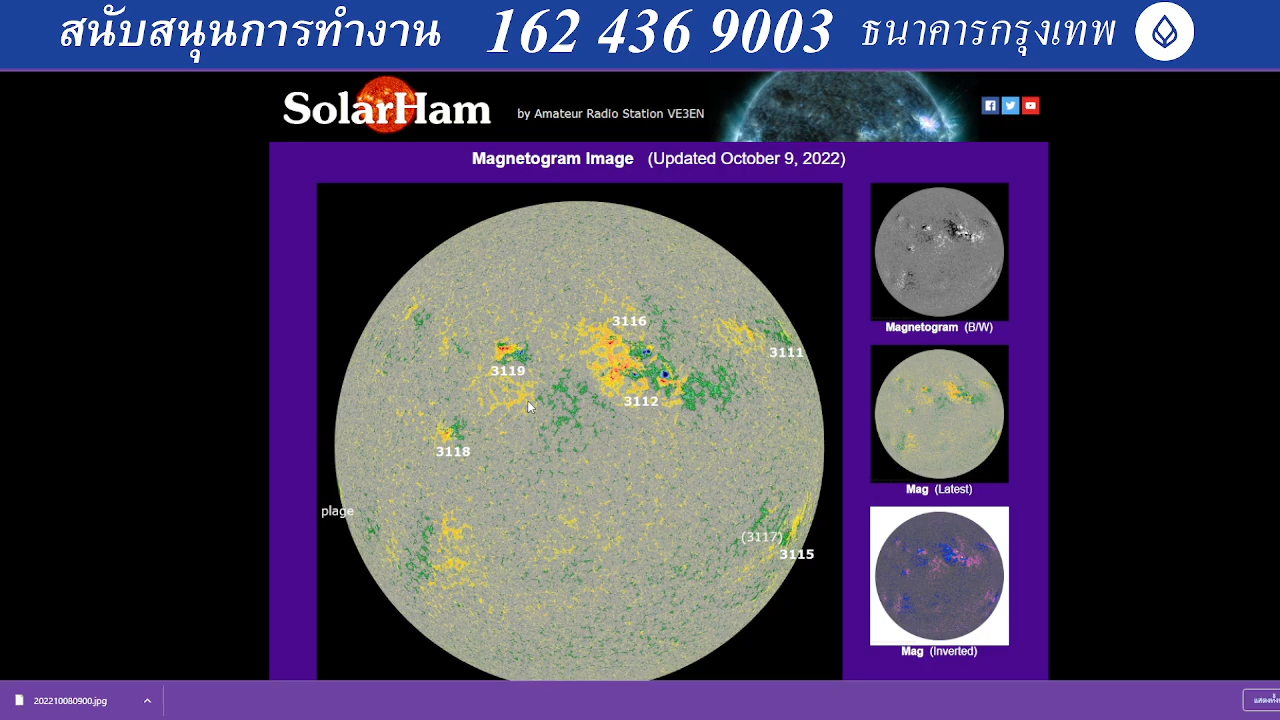 สนับสนุนการทำงาน 162 436 9003 ธนาคารกรุงเทพ
SolarHam by Amateur Radio Station VE3EN
Magnetogram Image (Updated October 9, 2022)
3116
3111
3119
3112
3118
plage
(3117)
3115
Magnetogram (B/W)
Mag (Latest)
Mag (Inverted)
202210080900.jpg